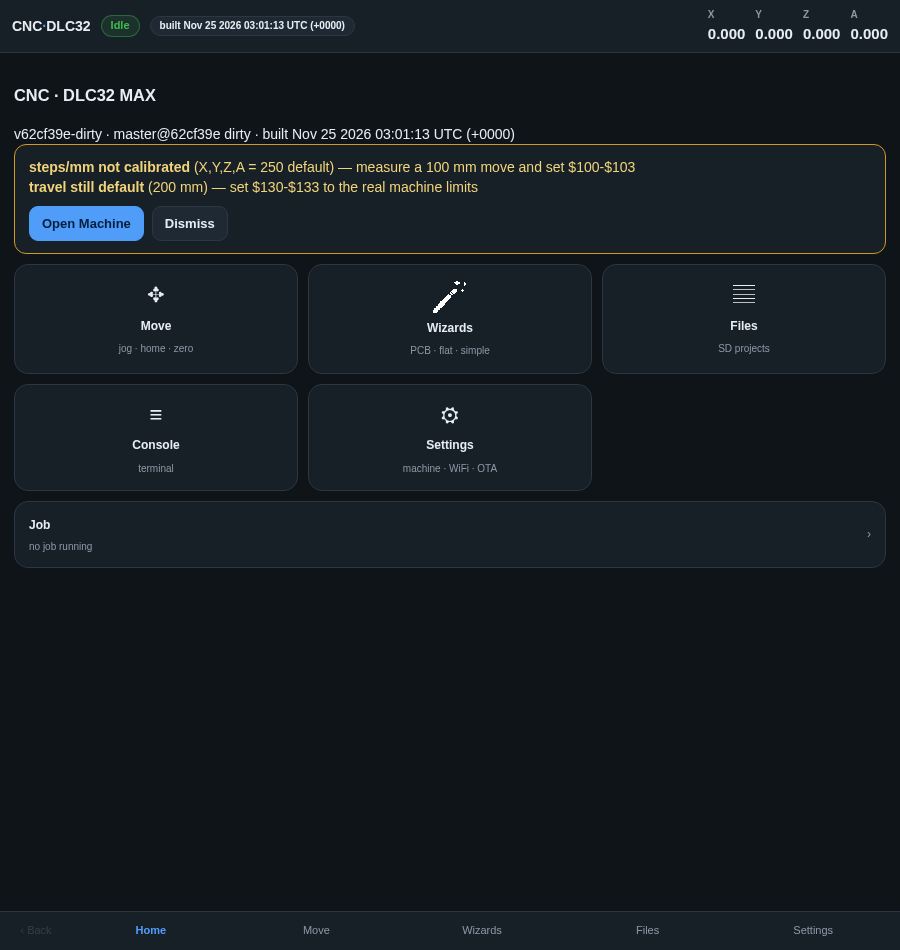 CNC·DLC32 Idle built Nov 25 2026 03:01:13 UTC (+0000)
X Y Z A
0.000 0.000 0.000 0.000
CNC · DLC32 MAX
v62cf39e-dirty · master@62cf39e dirty · built Nov 25 2026 03:01:13 UTC (+0000)
steps/mm not calibrated (X,Y,Z,A = 250 default) — measure a 100 mm move and set $100-$103
travel still default (200 mm) — set $130-$133 to the real machine limits
Open Machine Dismiss
Move
jog · home · zero
Wizards
PCB · flat · simple
Files
SD projects
Console
terminal
Settings
machine · WiFi · OTA
Job
no job running
›
‹ Back Home Move Wizards Files Settings